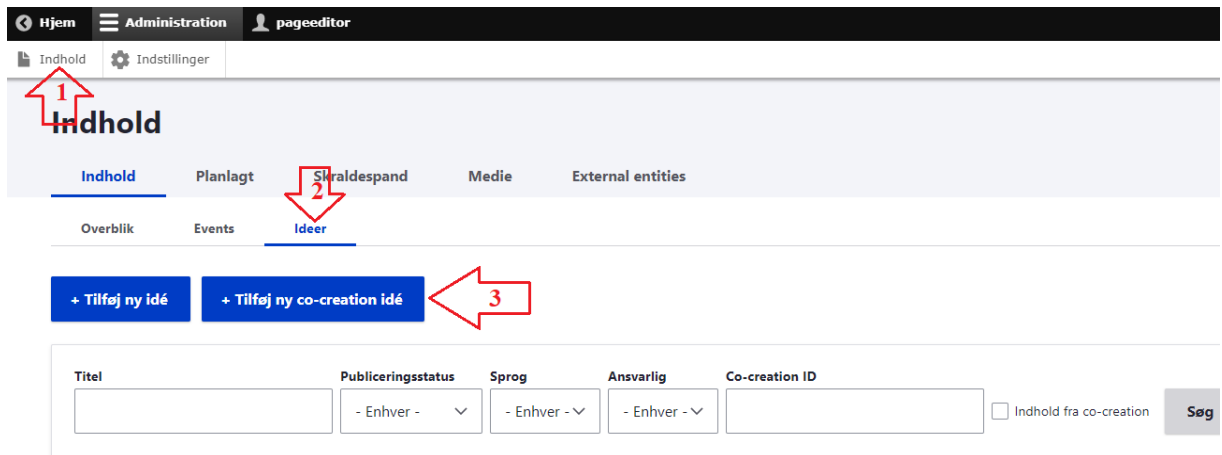 Hjem Administration pageeditor
Indhold Indstillinger
1
Indhold
Indhold Planlagt Skraldespand Medie External entities
2
Overblik Events Ideer
+ Tilføj ny idé + Tilføj ny co-creation idé 3
Titel Publiceringsstatus Sprog Ansvarlig Co-creation ID
- Enhver - - Enhver - - Enhver - Indhold fra co-creation Søg